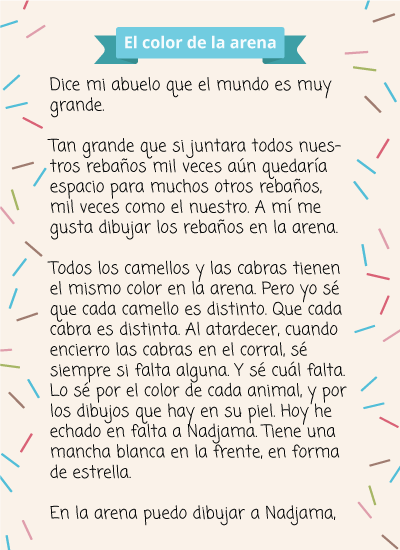 El color de la arena
Dice mi abuelo que el mundo es muy
grande.
Tan grande que si juntara todos nues-
tros rebaños mil veces aún quedaría
espacio para muchos otros rebaños,
mil veces como el nuestro. A mí me
gusta dibujar los rebaños en la arena.
Todos los camellos y las cabras tienen
el mismo color en la arena. Pero yo sé
que cada camello es distinto. Que cada
cabra es distinta. Al atardecer, cuando
encierro las cabras en el corral, sé
siempre si falta alguna. Y sé cuál falta.
Lo sé por el color de cada animal, y por
los dibujos que hay en su piel. Hoy he
echado en falta a Nadjama. Tiene una
mancha blanca en la frente, en forma
de estrella.
En la arena puedo dibujar a Nadjama,